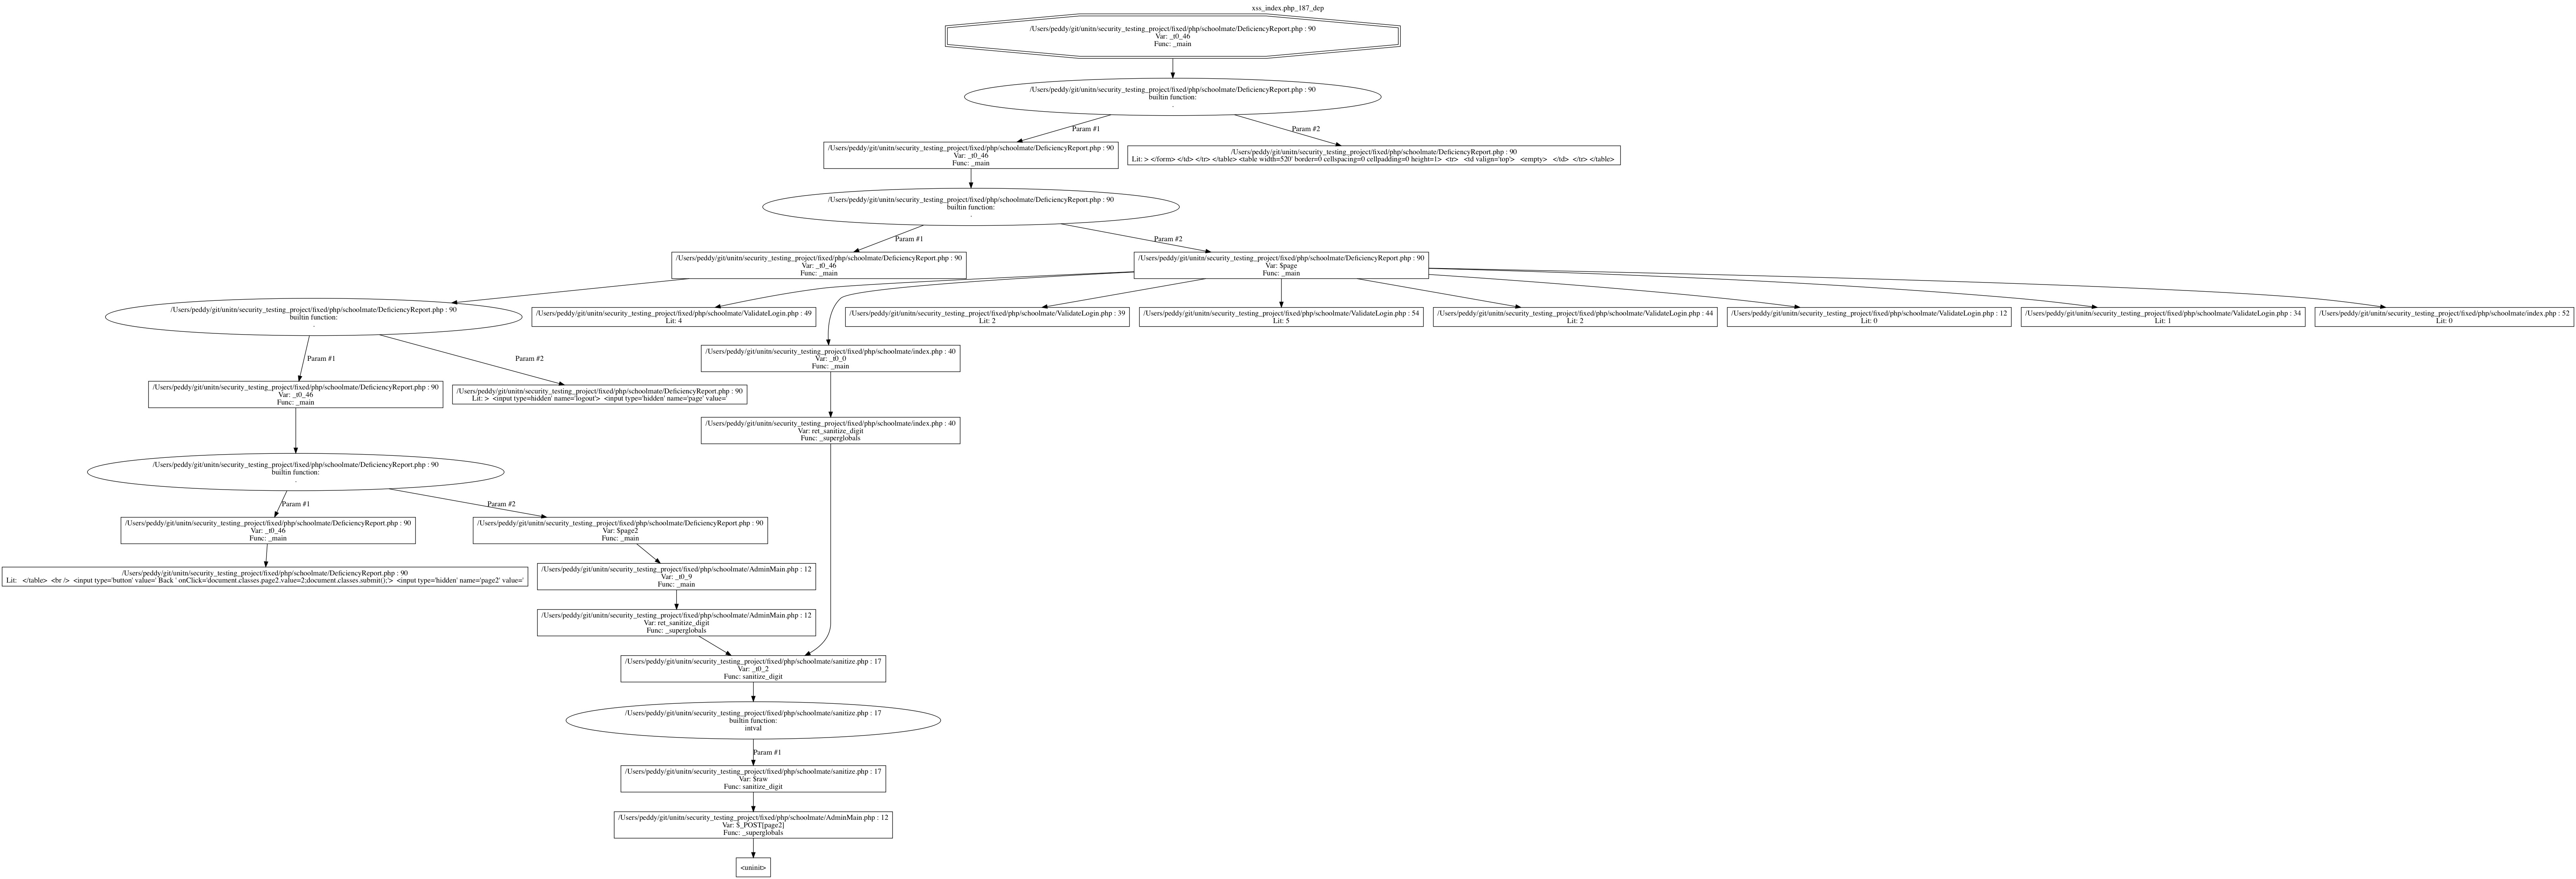 xss_index.php_187_dep
/Users/peddy/git/unitn/security_testing_project/fixed/php/schoolmate/DeficiencyReport.php : 90
Var: _t0_46
Func: _main
/Users/peddy/git/unitn/security_testing_project/fixed/php/schoolmate/DeficiencyReport.php : 90
builtin function:
.
Param #1
Param #2
/Users/peddy/git/unitn/security_testing_project/fixed/php/schoolmate/DeficiencyReport.php : 90
Var: _t0_46
Func: _main
/Users/peddy/git/unitn/security_testing_project/fixed/php/schoolmate/DeficiencyReport.php : 90
Lit: > </form> </td> </tr> </table> <table width=520' border=0 cellspacing=0 cellpadding=0 height=1>  <tr>   <td valign='top'>   <empty>   </td>  </tr> </table>
/Users/peddy/git/unitn/security_testing_project/fixed/php/schoolmate/DeficiencyReport.php : 90
builtin function:
.
Param #1
Param #2
/Users/peddy/git/unitn/security_testing_project/fixed/php/schoolmate/DeficiencyReport.php : 90
Var: _t0_46
Func: _main
/Users/peddy/git/unitn/security_testing_project/fixed/php/schoolmate/DeficiencyReport.php : 90
Var: $page
Func: _main
/Users/peddy/git/unitn/security_testing_project/fixed/php/schoolmate/DeficiencyReport.php : 90
builtin function:
.
/Users/peddy/git/unitn/security_testing_project/fixed/php/schoolmate/ValidateLogin.php : 49
Lit: 4
/Users/peddy/git/unitn/security_testing_project/fixed/php/schoolmate/ValidateLogin.php : 39
Lit: 2
/Users/peddy/git/unitn/security_testing_project/fixed/php/schoolmate/ValidateLogin.php : 54
Lit: 5
/Users/peddy/git/unitn/security_testing_project/fixed/php/schoolmate/ValidateLogin.php : 44
Lit: 2
/Users/peddy/git/unitn/security_testing_project/fixed/php/schoolmate/ValidateLogin.php : 12
Lit: 0
/Users/peddy/git/unitn/security_testing_project/fixed/php/schoolmate/ValidateLogin.php : 34
Lit: 1
/Users/peddy/git/unitn/security_testing_project/fixed/php/schoolmate/index.php : 52
Lit: 0
Param #1
Param #2
/Users/peddy/git/unitn/security_testing_project/fixed/php/schoolmate/index.php : 40
Var: _t0_0
Func: _main
/Users/peddy/git/unitn/security_testing_project/fixed/php/schoolmate/DeficiencyReport.php : 90
Var: _t0_46
Func: _main
/Users/peddy/git/unitn/security_testing_project/fixed/php/schoolmate/DeficiencyReport.php : 90
Lit: >  <input type=hidden' name='logout'>  <input type='hidden' name='page' value='
/Users/peddy/git/unitn/security_testing_project/fixed/php/schoolmate/index.php : 40
Var: ret_sanitize_digit
Func: _superglobals
/Users/peddy/git/unitn/security_testing_project/fixed/php/schoolmate/DeficiencyReport.php : 90
builtin function:
.
Param #1
Param #2
/Users/peddy/git/unitn/security_testing_project/fixed/php/schoolmate/DeficiencyReport.php : 90
Var: _t0_46
Func: _main
/Users/peddy/git/unitn/security_testing_project/fixed/php/schoolmate/DeficiencyReport.php : 90
Var: $page2
Func: _main
/Users/peddy/git/unitn/security_testing_project/fixed/php/schoolmate/DeficiencyReport.php : 90
Lit:   </table>  <br />  <input type='button' value=' Back ' onClick='document.classes.page2.value=2;document.classes.submit();'>  <input type='hidden' name='page2' value='
/Users/peddy/git/unitn/security_testing_project/fixed/php/schoolmate/AdminMain.php : 12
Var: _t0_9
Func: _main
/Users/peddy/git/unitn/security_testing_project/fixed/php/schoolmate/AdminMain.php : 12
Var: ret_sanitize_digit
Func: _superglobals
/Users/peddy/git/unitn/security_testing_project/fixed/php/schoolmate/sanitize.php : 17
Var: _t0_2
Func: sanitize_digit
/Users/peddy/git/unitn/security_testing_project/fixed/php/schoolmate/sanitize.php : 17
builtin function:
intval
Param #1
/Users/peddy/git/unitn/security_testing_project/fixed/php/schoolmate/sanitize.php : 17
Var: $raw
Func: sanitize_digit
/Users/peddy/git/unitn/security_testing_project/fixed/php/schoolmate/AdminMain.php : 12
Var: $_POST[page2]
Func: _superglobals
<uninit>